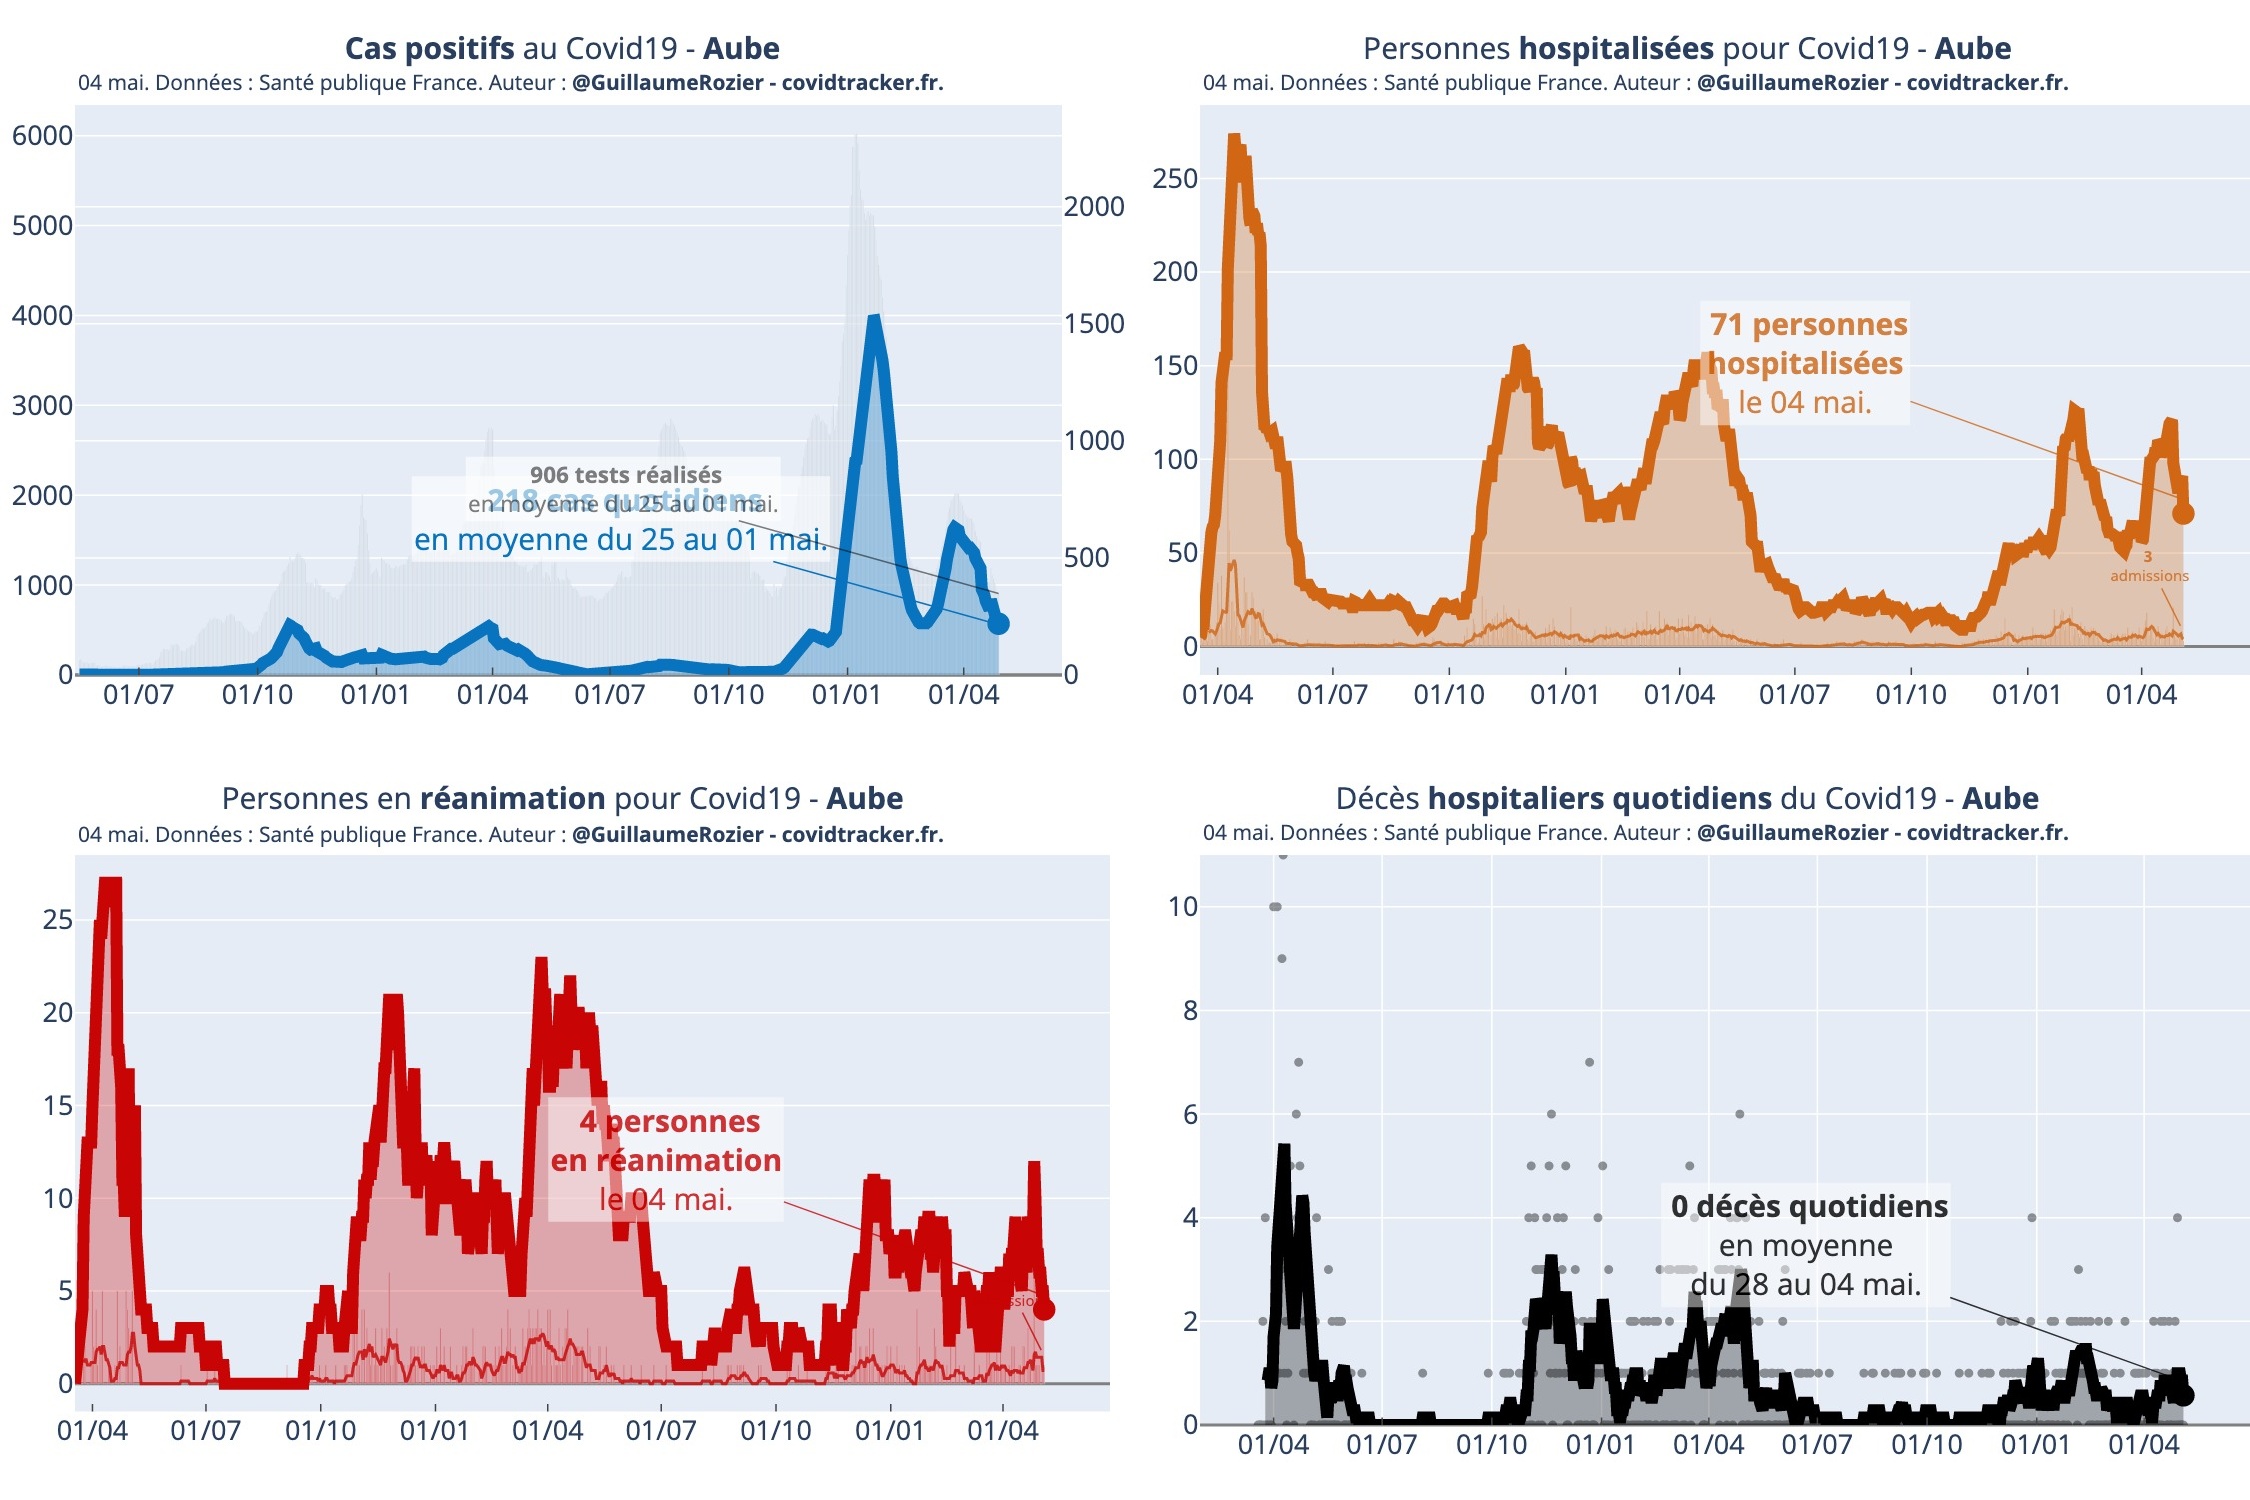 Cas positifs au Covid19 - Aube
04 mai. Données : Santé publique France. Auteur : @GuillaumeRozier - covidtracker.fr.
6000
5000
4000
3000
2000
1000
0
2000
1500
1000
500
0
906 tests réalisés
en moyenne du 25 au 01 mai.
218 cas quotidiens
en moyenne du 25 au 01 mai.
01/07 01/10 01/01 01/04 01/07 01/10 01/01 01/04
Personnes hospitalisées pour Covid19 - Aube
04 mai. Données : Santé publique France. Auteur : @GuillaumeRozier - covidtracker.fr.
250
200
150
100
50
0
71 personnes
hospitalisées
le 04 mai.
3
admissions
01/04 01/07 01/10 01/01 01/04 01/07 01/10 01/01 01/04
Personnes en réanimation pour Covid19 - Aube
04 mai. Données : Santé publique France. Auteur : @GuillaumeRozier - covidtracker.fr.
25
20
15
10
5
0
4 personnes
en réanimation
le 04 mai.
01/04 01/07 01/10 01/01 01/04 01/07 01/10 01/01 01/04
Décès hospitaliers quotidiens du Covid19 - Aube
04 mai. Données : Santé publique France. Auteur : @GuillaumeRozier - covidtracker.fr.
10
8
6
4
2
0
0 décès quotidiens
en moyenne
du 28 au 04 mai.
01/04 01/07 01/10 01/01 01/04 01/07 01/10 01/01 01/04